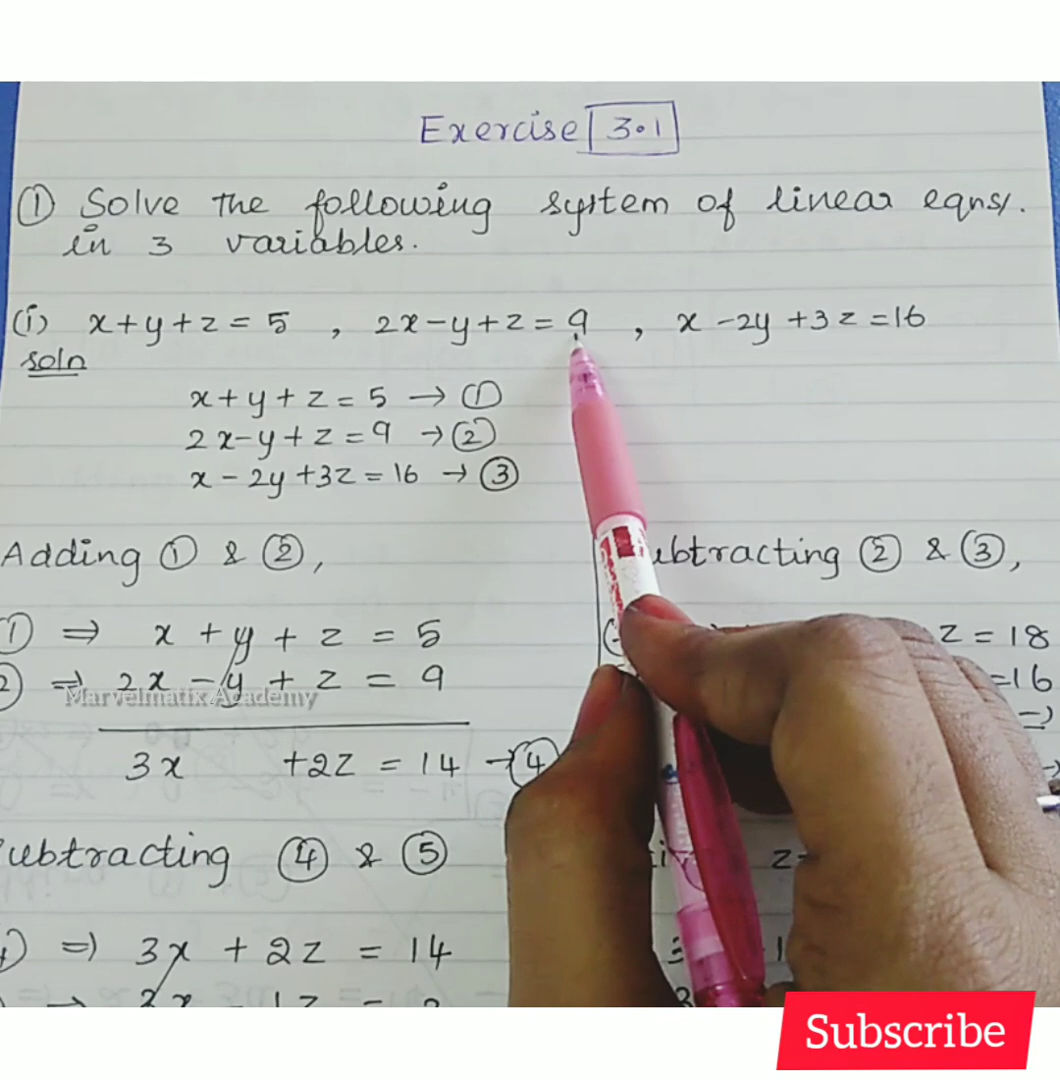 Exercise 3.1
① Solve the following system of linear eqns/.
in 3 variables.
(i) x+y+z = 5 , 2x-y+z = 9 , x-2y+3z=16
soln
x+y+z = 5 → ①
2x-y+z = 9 → ②
x-2y+3z = 16 → ③
Adding ① & ②,
① ⇒ x + y + z = 5
② ⇒ 2x - y + z = 9
Marvelmatix Academy
3x +2z = 14 → ④
ubtracting ④ & ⑤
⇒ 3x + 2z = 14
ubtracting ② & ③,
z = 18
=16
⇒
z=
Subscribe